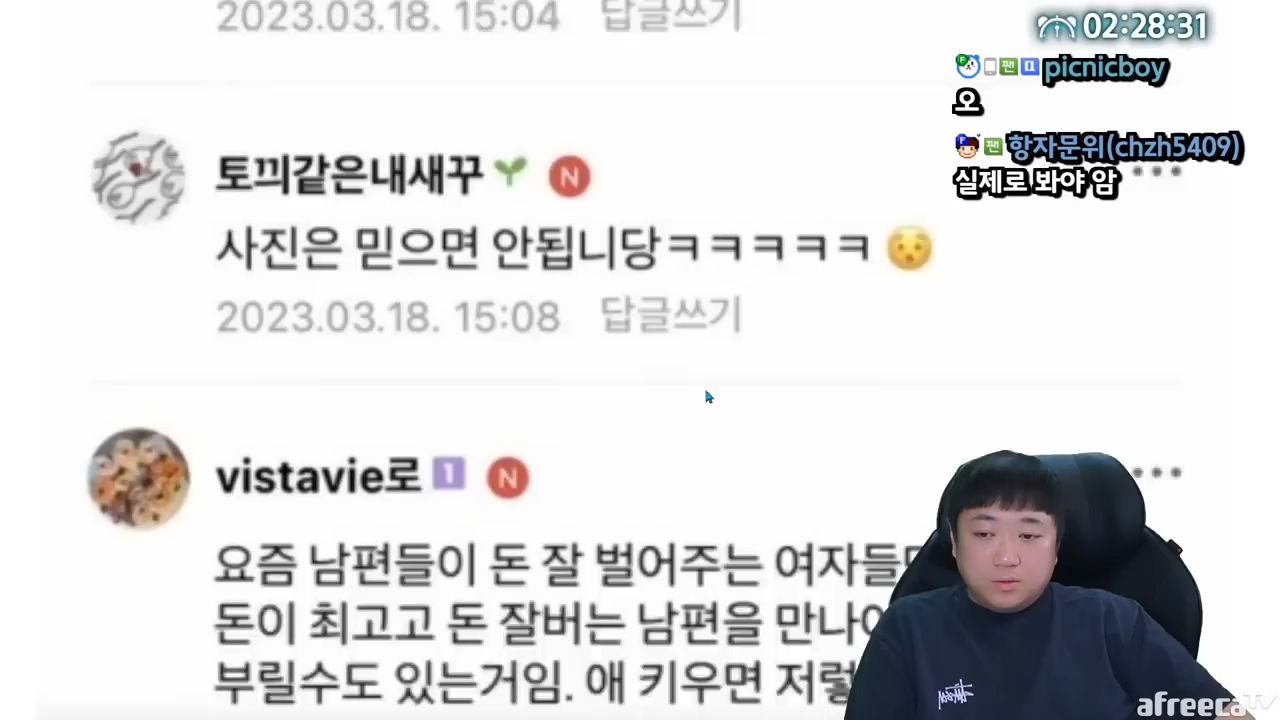 2023.03.18. 15:04 답글쓰기
02:28:31
picnicboy
오
항자문위(chzh5409)
실제로 봐야 암
토끼같은내새꾸 N
사진은 믿으면 안됩니당ㅋㅋㅋㅋㅋ
2023.03.18. 15:08 답글쓰기
vistavie로 1 N
요즘 남편들이 돈 잘 벌어주는 여자들
돈이 최고고 돈 잘버는 남편을 만나
부릴수도 있는거임. 애 키우면 저렇
afreecaTV